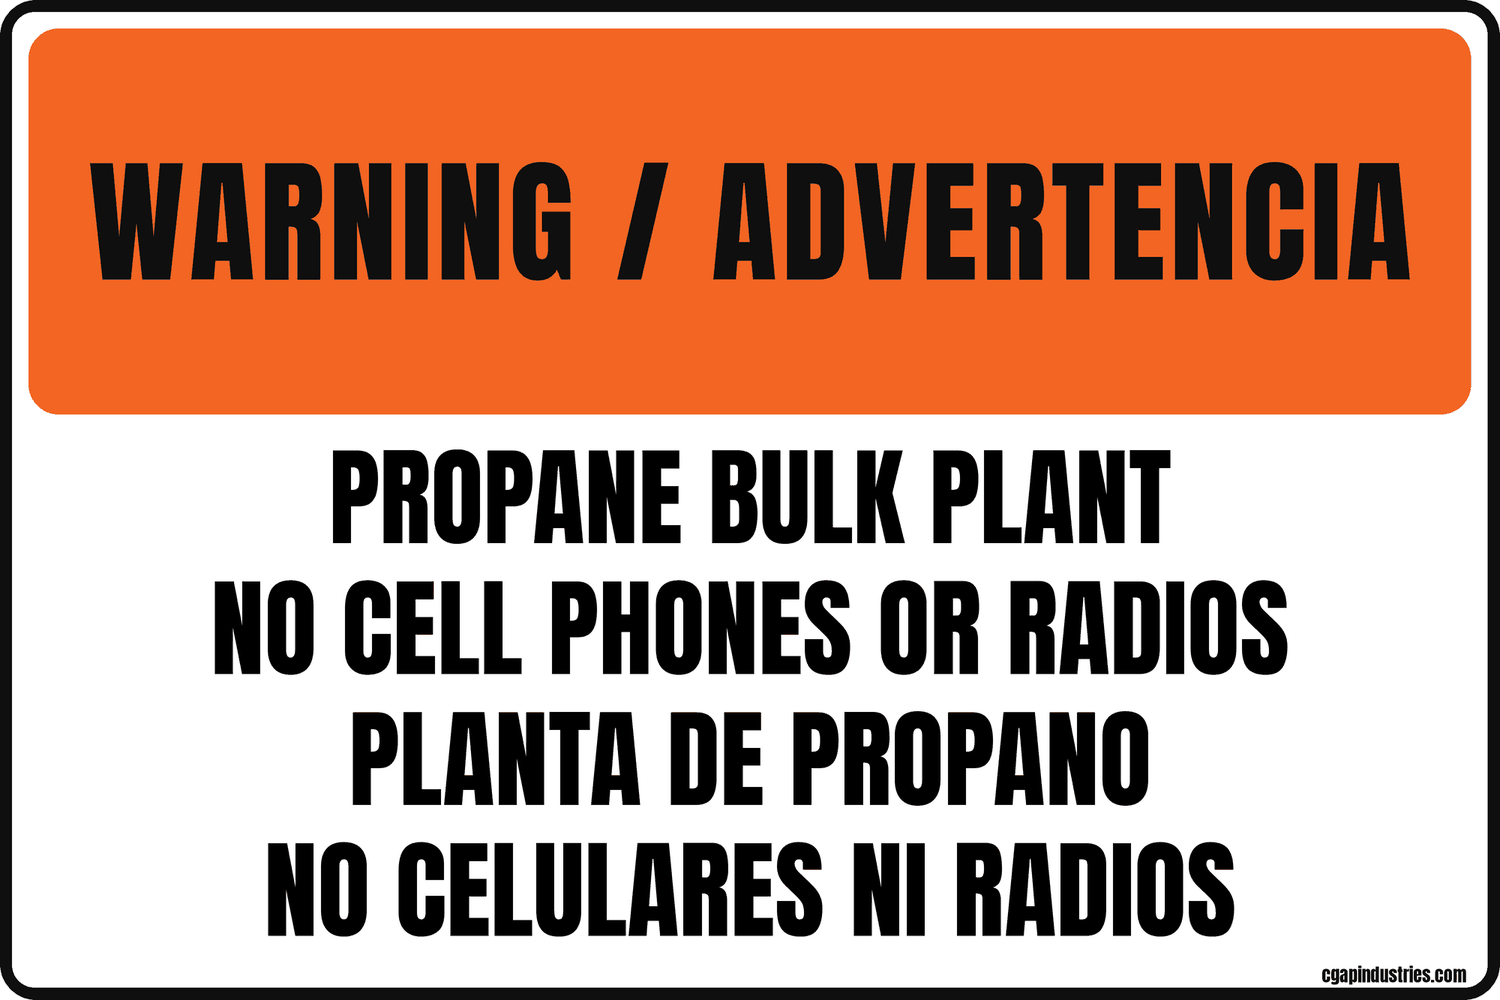 WARNING / ADVERTENCIA
PROPANE BULK PLANT
NO CELL PHONES OR RADIOS
PLANTA DE PROPANO
NO CELULARES NI RADIOS
cgapindustries.com